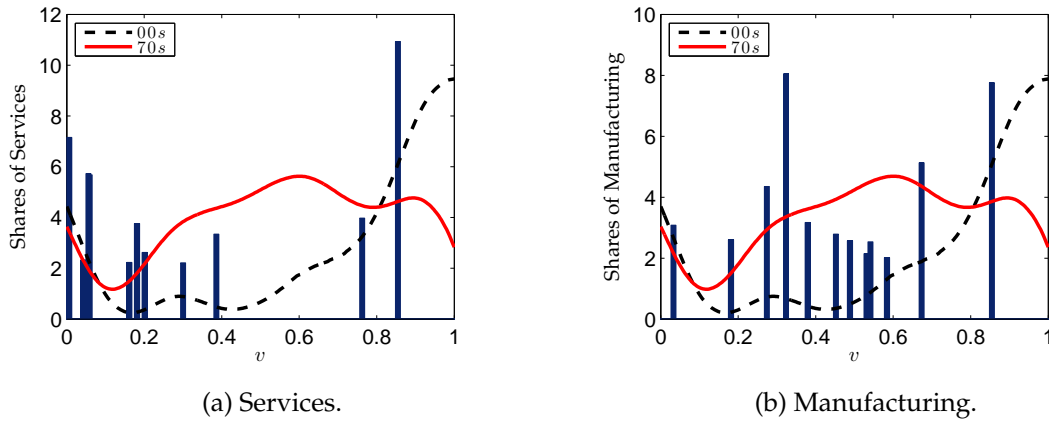 00s
70s
12
10
8
6
4
2
0
Shares of Services
0 0.2 0.4 0.6 0.8 1
v
(a) Services.
00s
70s
10
8
6
4
2
0
Shares of Manufacturing
0 0.2 0.4 0.6 0.8 1
v
(b) Manufacturing.